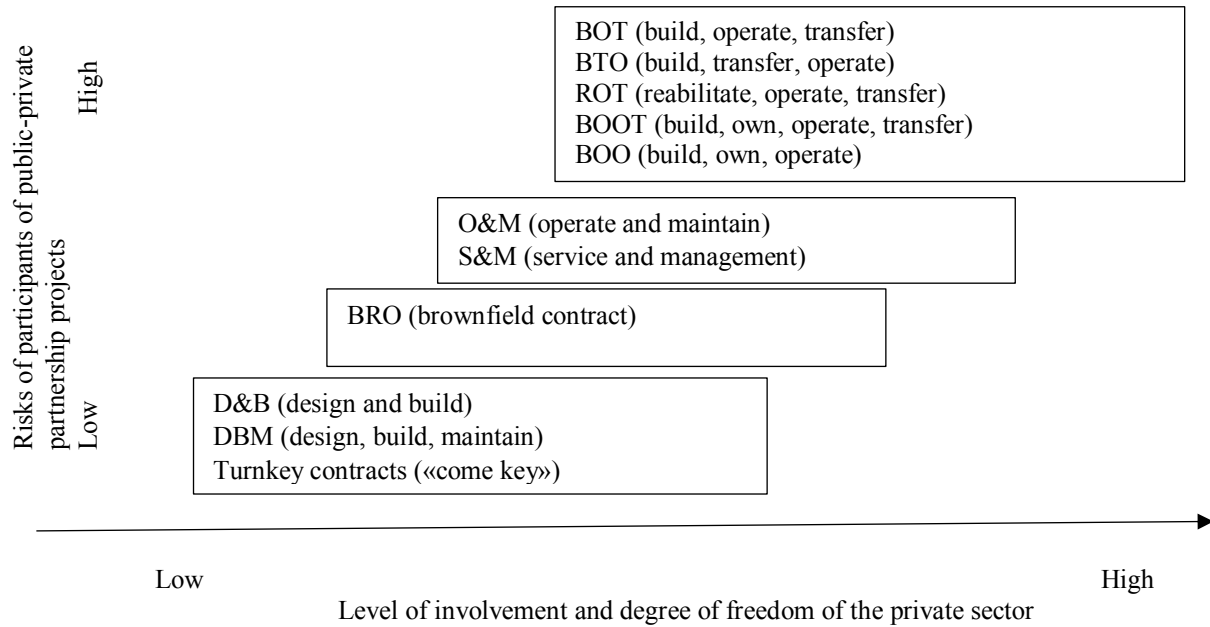 Risks of participants of public-private
partnership projects
High
Low
BOT (build, operate, transfer)
BTO (build, transfer, operate)
ROT (reabilitate, operate, transfer)
BOOT (build, own, operate, transfer)
BOO (build, own, operate)
O&M (operate and maintain)
S&M (service and management)
BRO (brownfield contract)
D&B (design and build)
DBM (design, build, maintain)
Turnkey contracts («come key»)
Low
High
Level of involvement and degree of freedom of the private sector